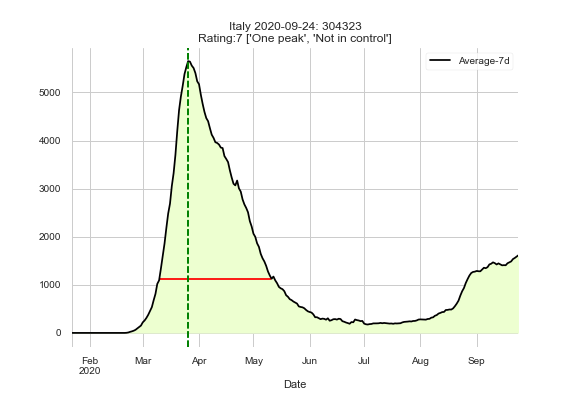 Italy 2020-09-24: 304323
Rating:7 ['One peak', 'Not in control']
Average-7d
5000
4000
3000
2000
1000
0
Feb Mar Apr May Jun Jul Aug Sep
2020
Date